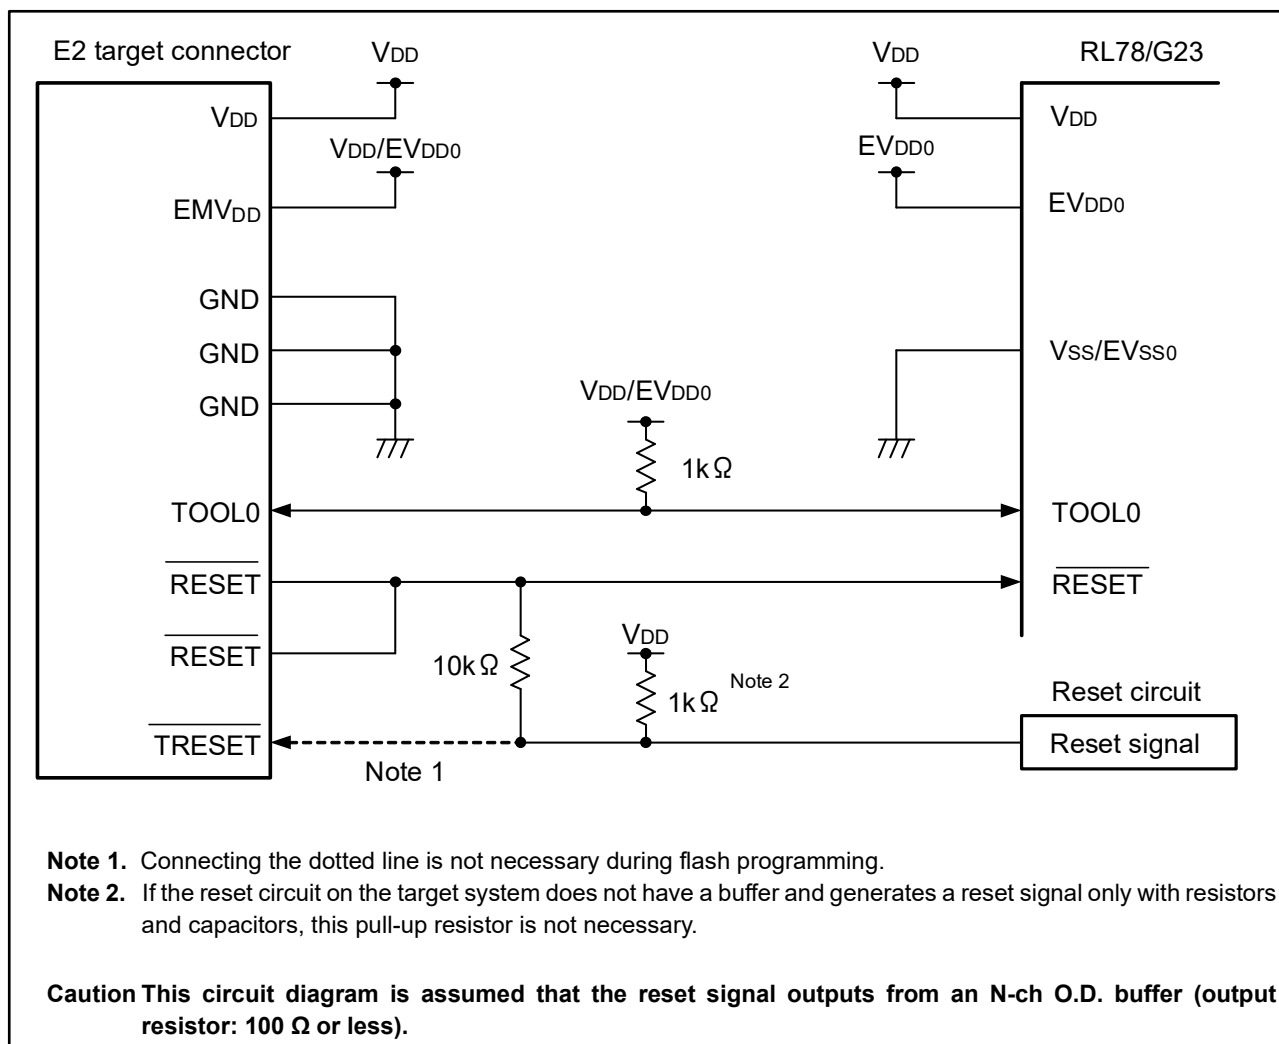 E2 target connector
VDD
VDD
RL78/G23
VDD
VDD
VDD/EVDD0
EVDD0
EMVDD
EVDD0
GND
GND
GND
VSS/EVSS0
VDD/EVDD0
1kΩ
TOOL0
TOOL0
RESET
RESET
RESET
10kΩ
VDD
1kΩ
Note 2
Reset circuit
TRESET
Note 1
Reset signal
Note 1. Connecting the dotted line is not necessary during flash programming.
Note 2. If the reset circuit on the target system does not have a buffer and generates a reset signal only with resistors
and capacitors, this pull-up resistor is not necessary.
Caution This circuit diagram is assumed that the reset signal outputs from an N-ch O.D. buffer (output
resistor: 100 Ω or less).